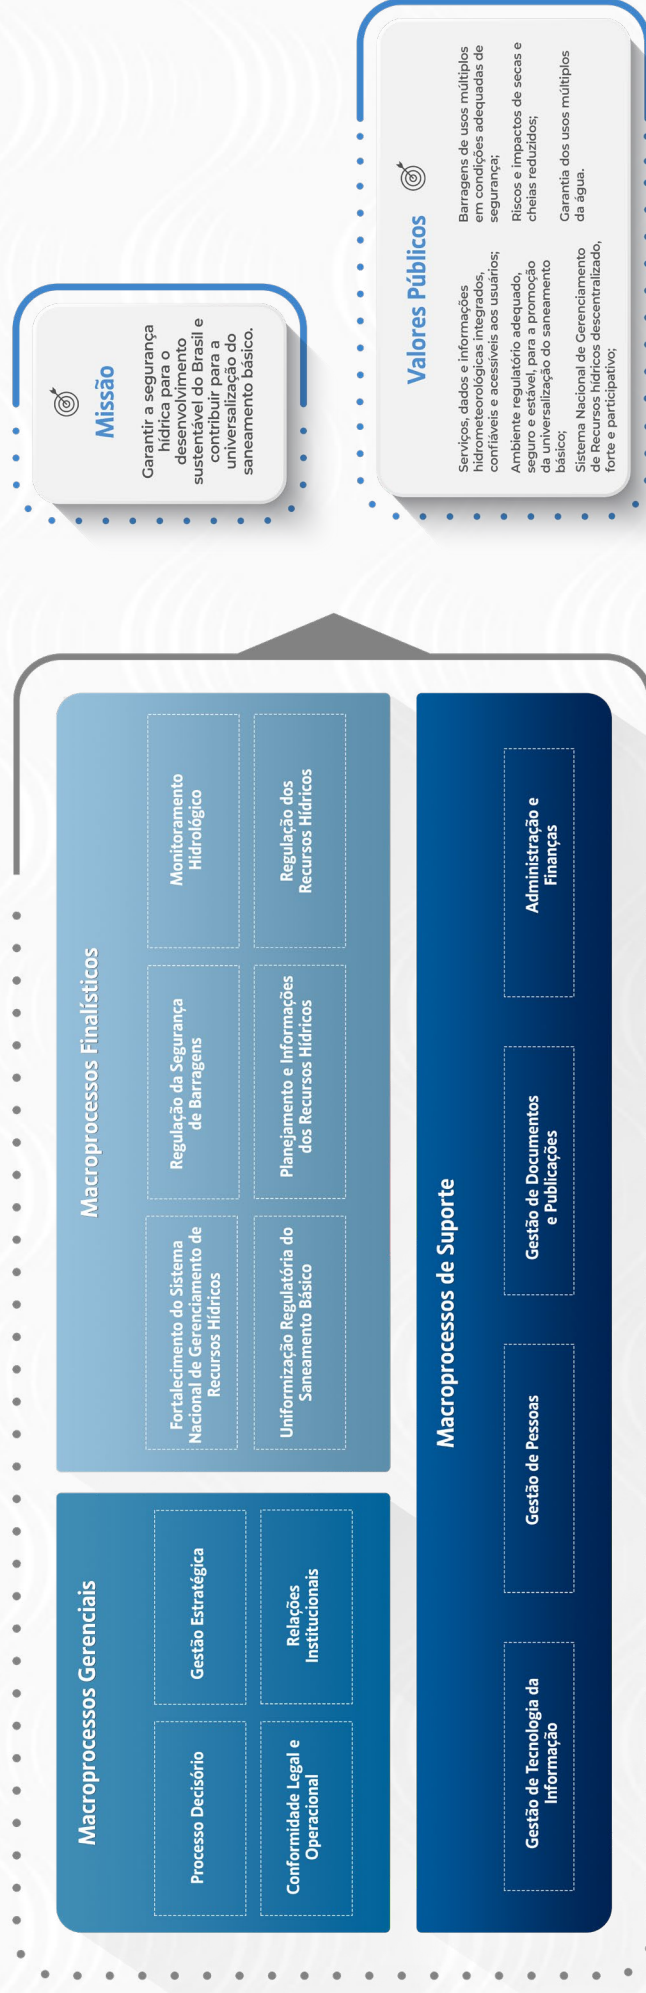 Macroprocessos Gerenciais
Processo Decisório
Gestão Estratégica
Conformidade Legal e
Operacional
Relações
Institucionais
Macroprocessos Finalísticos
Fortalecimento do Sistema
Nacional de Gerenciamento de
Recursos Hídricos
Regulação da Segurança
de Barragens
Monitoramento
Hidrológico
Uniformização Regulatória do
Saneamento Básico
Planejamento e Informações
dos Recursos Hídricos
Regulação dos
Recursos Hídricos
Macroprocessos de Suporte
Gestão de Tecnologia da
Informação
Gestão de Pessoas
Gestão de Documentos
e Publicações
Administração e
Finanças
Missão
Garantir a segurança
hídrica para o
desenvolvimento
sustentável do Brasil e
contribuir para a
universalização do
saneamento básico.
Valores Públicos
Serviços, dados e informações
hidrometeorológicas integrados,
confiáveis e acessíveis aos usuários;
Ambiente regulatório adequado,
seguro e estável, para a promoção
da universalização do saneamento
básico;
Sistema Nacional de Gerenciamento
de Recursos hídricos descentralizado,
forte e participativo;
Barragens de usos múltiplos
em condições adequadas de
segurança;
Riscos e impactos de secas e
cheias reduzidos;
Garantia dos usos múltiplos
da água.